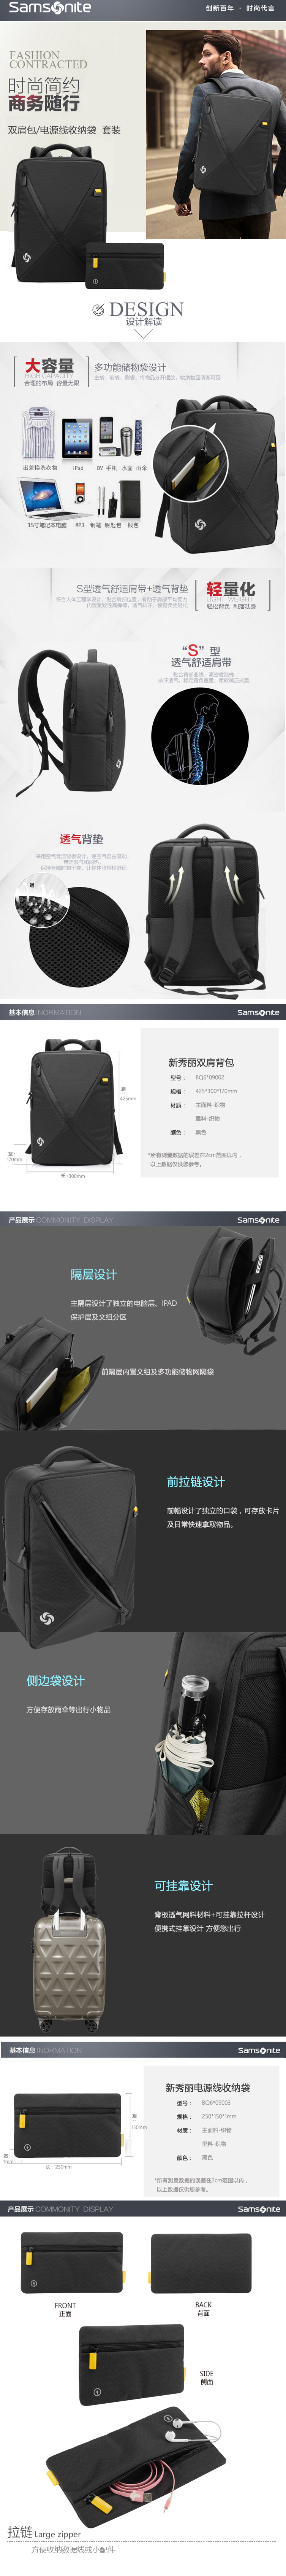 Samsonite
创新百年 · 时尚代言
FASHION
CONTRACTED
时尚简约
商务随行
双肩包/电源线收纳袋 套装
DESIGN
设计解读
大容量
HIGH CAPACITY
合理的布局 容量无限
多功能储物袋设计
出差换洗衣物 iPad DV 手机 水壶 雨伞
15寸笔记本电脑 MP3 钢笔 钥匙包 钱包
S型透气舒适肩带+透气背垫
轻量化
LIGHT WEIGHT
轻松背负 利落动像
“S”型
透气舒适肩带
透气背垫
基本信息 INORMATION
Samsonite
新秀丽双肩背包
型号： BQ6*09002
规格： 425*300*170mm
材质： 主面料-织物
里料-织物
颜色： 黑色
*所有测量数据的误差在2cm范围以内，
以上数据仅供您参考。
425mm
170mm
长:300mm
产品展示 COMMONITY DISPLAY
Samsonite
隔层设计
主隔层设计了独立的电脑层、IPAD
保护层及文组分区
前隔层内置文组及多功能储物网隔袋
前拉链设计
前幅设计了独立的口袋，可存放卡片
及日常快速拿取物品。
侧边袋设计
方便存放雨伞等出行小物品
可挂靠设计
背板透气网料材料+可挂靠拉杆设计
便携式挂靠设计 方便您出行
基本信息 INORMATION
Samsonite
新秀丽电源线收纳袋
型号： BQ6*09003
规格： 250*150*1mm
材质： 主面料-织物
里料-织物
颜色： 黑色
*所有测量数据的误差在2cm范围以内，
以上数据仅供您参考。
150mm
长:250mm
产品展示 COMMONITY DISPLAY
Samsonite
FRONT
正面
BACK
背面
SIDE
侧面
拉链 Large zipper
方便收纳数据线或小配件